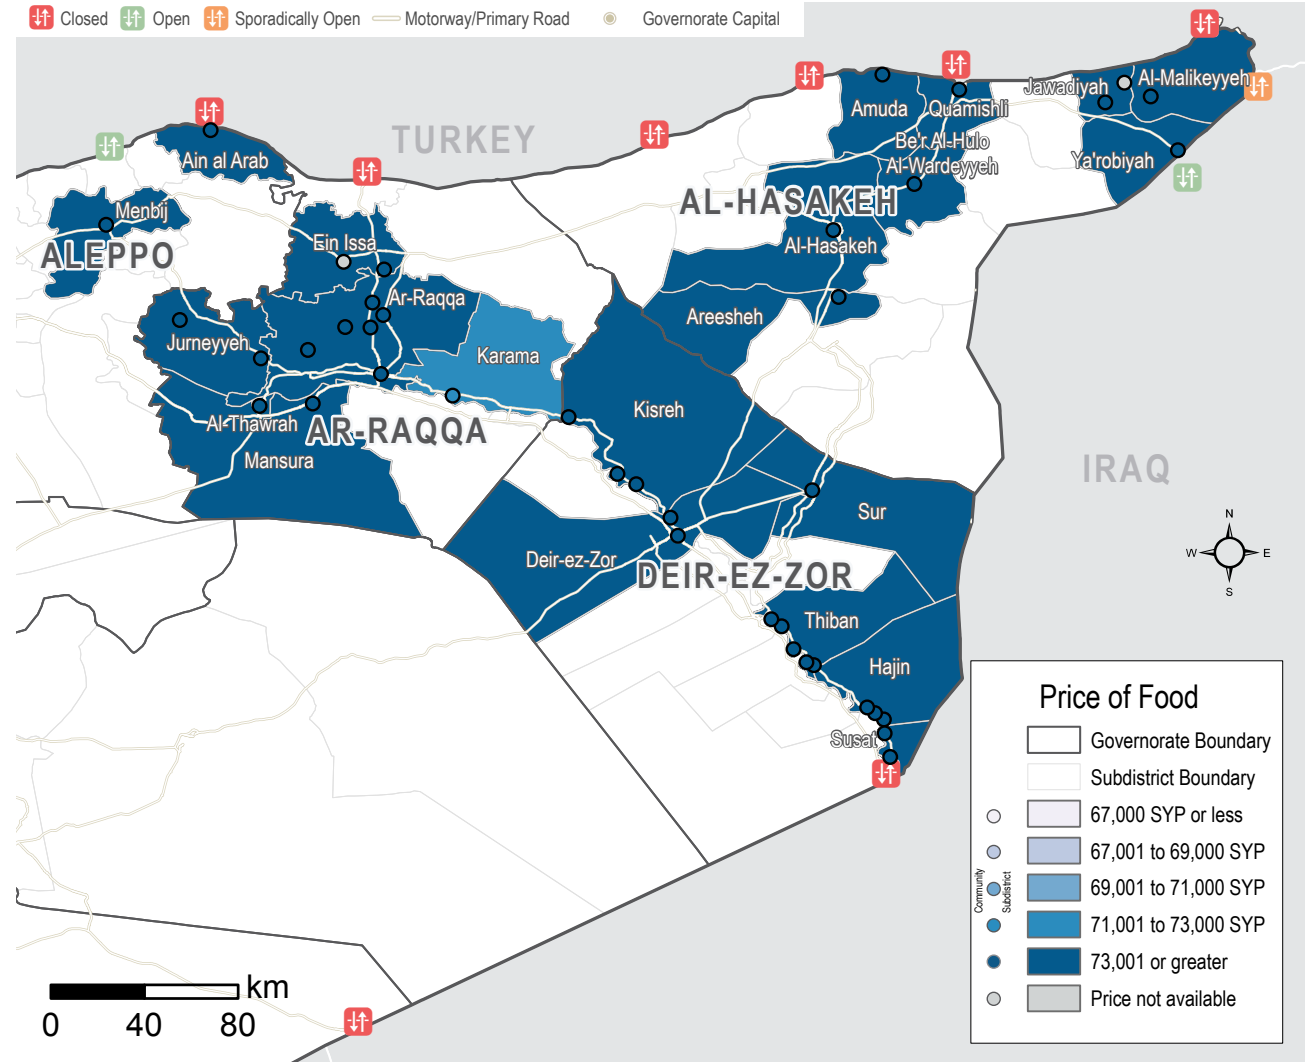 Closed Open Sporadically Open Motorway/Primary Road Governorate Capital
TURKEY
Ain al Arab
Menbij
ALEPPO
Ein Issa
Ar-Raqqa
Jurneyyeh
Karama
Al-Thawrah
AR-RAQQA
Mansura
Amuda
Quamishli
Jawadiyah
Al-Malikeyyeh
Be'r Al-Hulo
Al-Wardeyyeh
Ya'robiyah
AL-HASAKEH
Al-Hasakeh
Areesheh
Kisreh
IRAQ
Sur
Deir-ez-Zor
DEIR-EZ-ZOR
Thiban
Hajin
Susat
N
W E
S
Price of Food
Governorate Boundary
Subdistrict Boundary
67,000 SYP or less
67,001 to 69,000 SYP
69,001 to 71,000 SYP
71,001 to 73,000 SYP
73,001 or greater
Price not available
Community
Subdistrict
km
0 40 80